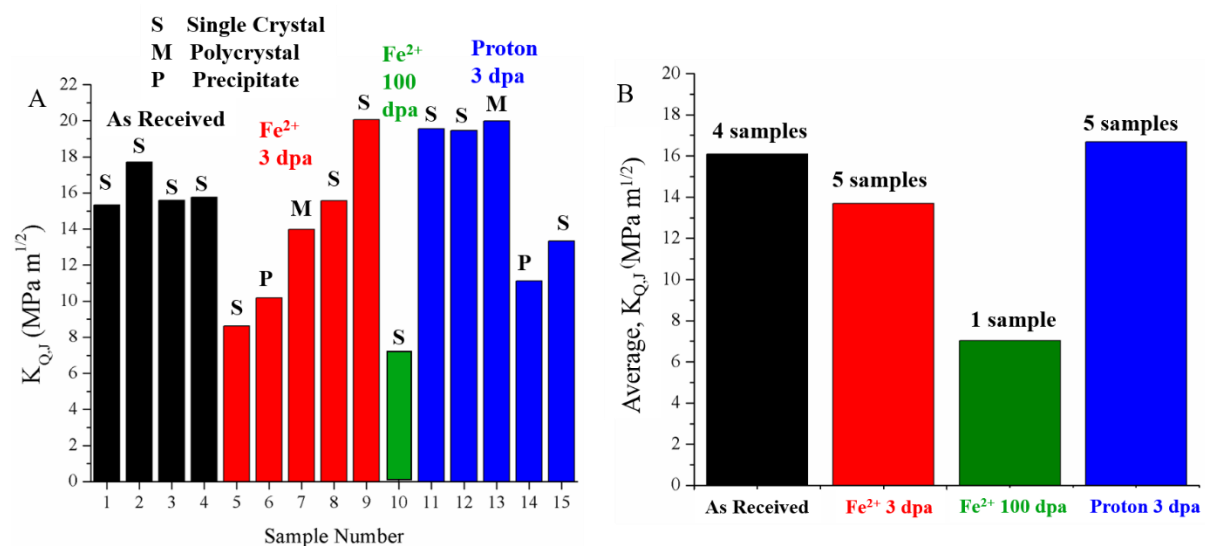 S Single Crystal
M Polycrystal
P Precipitate
A
As Received
Fe²⁺
3 dpa
Fe²⁺
100
dpa
Proton
3 dpa
S
S
S
S
S
P
M
S
S
S
S
S
M
P
S
K_{Q,J} (MPa m^{1/2})
22
20
18
16
14
12
10
8
6
4
2
0
1 2 3 4 5 6 7 8 9 10 11 12 13 14 15
Sample Number
B
4 samples
5 samples
1 sample
5 samples
Average, K_{Q,J} (MPa m^{1/2})
20
18
16
14
12
10
8
6
4
2
0
As Received Fe²⁺ 3 dpa Fe²⁺ 100 dpa Proton 3 dpa